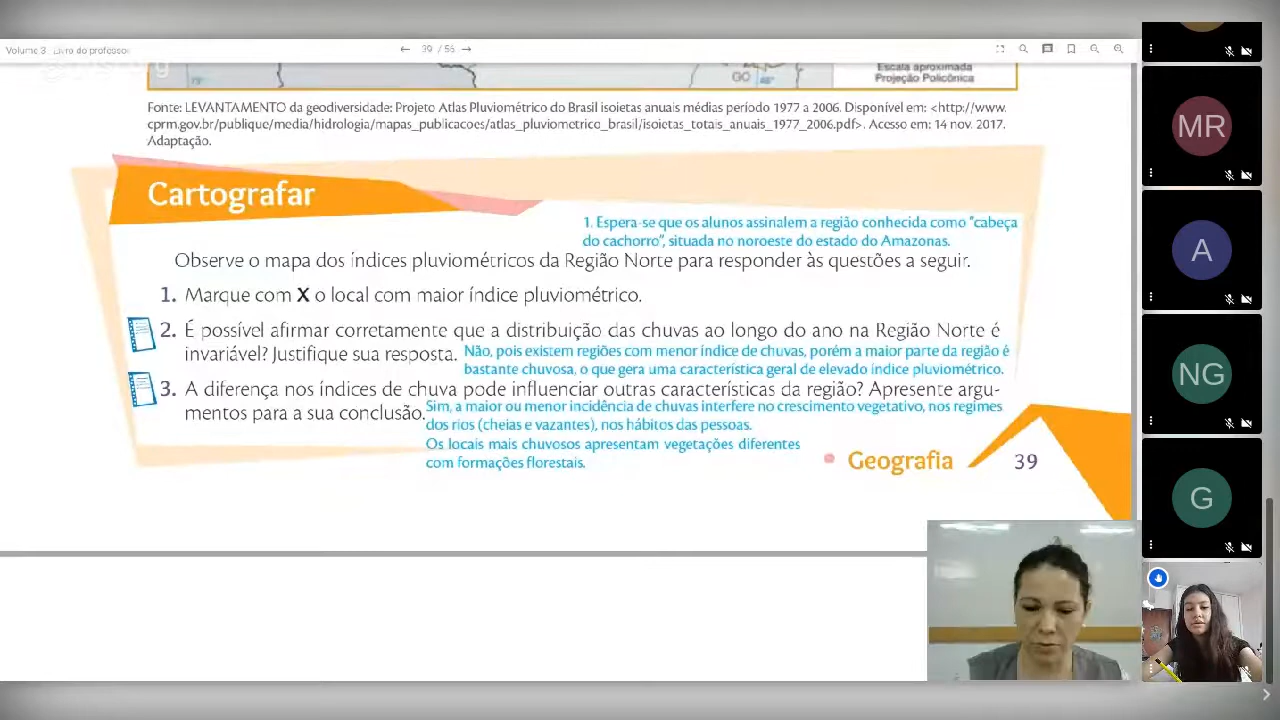 Volume 3 - Livro do professor
39 / 56
75°
GO
48°
Escala aproximada
Projeção Policônica
Fonte: LEVANTAMENTO da geodiversidade: Projeto Atlas Pluviométrico do Brasil isoietas anuais médias período 1977 a 2006. Disponível em: <http://www.
cprm.gov.br/publique/media/hidrologia/mapas_publicacoes/atlas_pluviometrico_brasil/isoietas_totais_anuais_1977_2006.pdf>. Acesso em: 14 nov. 2017.
Adaptação.
Cartografar
1. Espera-se que os alunos assinalem a região conhecida como "cabeça
do cachorro", situada no noroeste do estado do Amazonas.
Observe o mapa dos índices pluviométricos da Região Norte para responder às questões a seguir.
1. Marque com X o local com maior índice pluviométrico.
2. É possível afirmar corretamente que a distribuição das chuvas ao longo do ano na Região Norte é
invariável? Justifique sua resposta. Não, pois existem regiões com menor índice de chuvas, porém a maior parte da região é
bastante chuvosa, o que gera uma característica geral de elevado índice pluviométrico.
3. A diferença nos índices de chuva pode influenciar outras características da região? Apresente argu-
mentos para a sua conclusão. Sim, a maior ou menor incidência de chuvas interfere no crescimento vegetativo, nos regimes
dos rios (cheias e vazantes), nos hábitos das pessoas.
Os locais mais chuvosos apresentam vegetações diferentes
com formações florestais.
Geografia 39
MR
A
NG
G